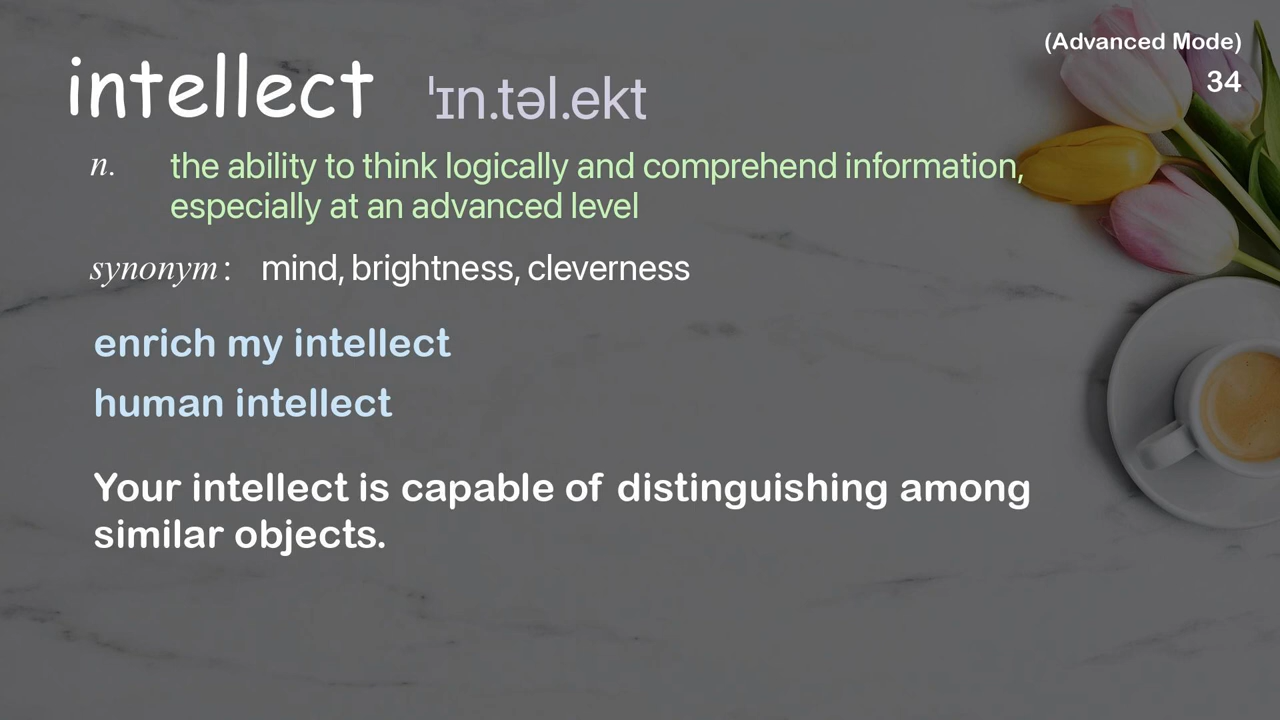 (Advanced Mode)
34
intellect ˈɪn.təl.ekt
n. the ability to think logically and comprehend information,
especially at an advanced level
synonym: mind, brightness, cleverness
enrich my intellect
human intellect
Your intellect is capable of distinguishing among
similar objects.